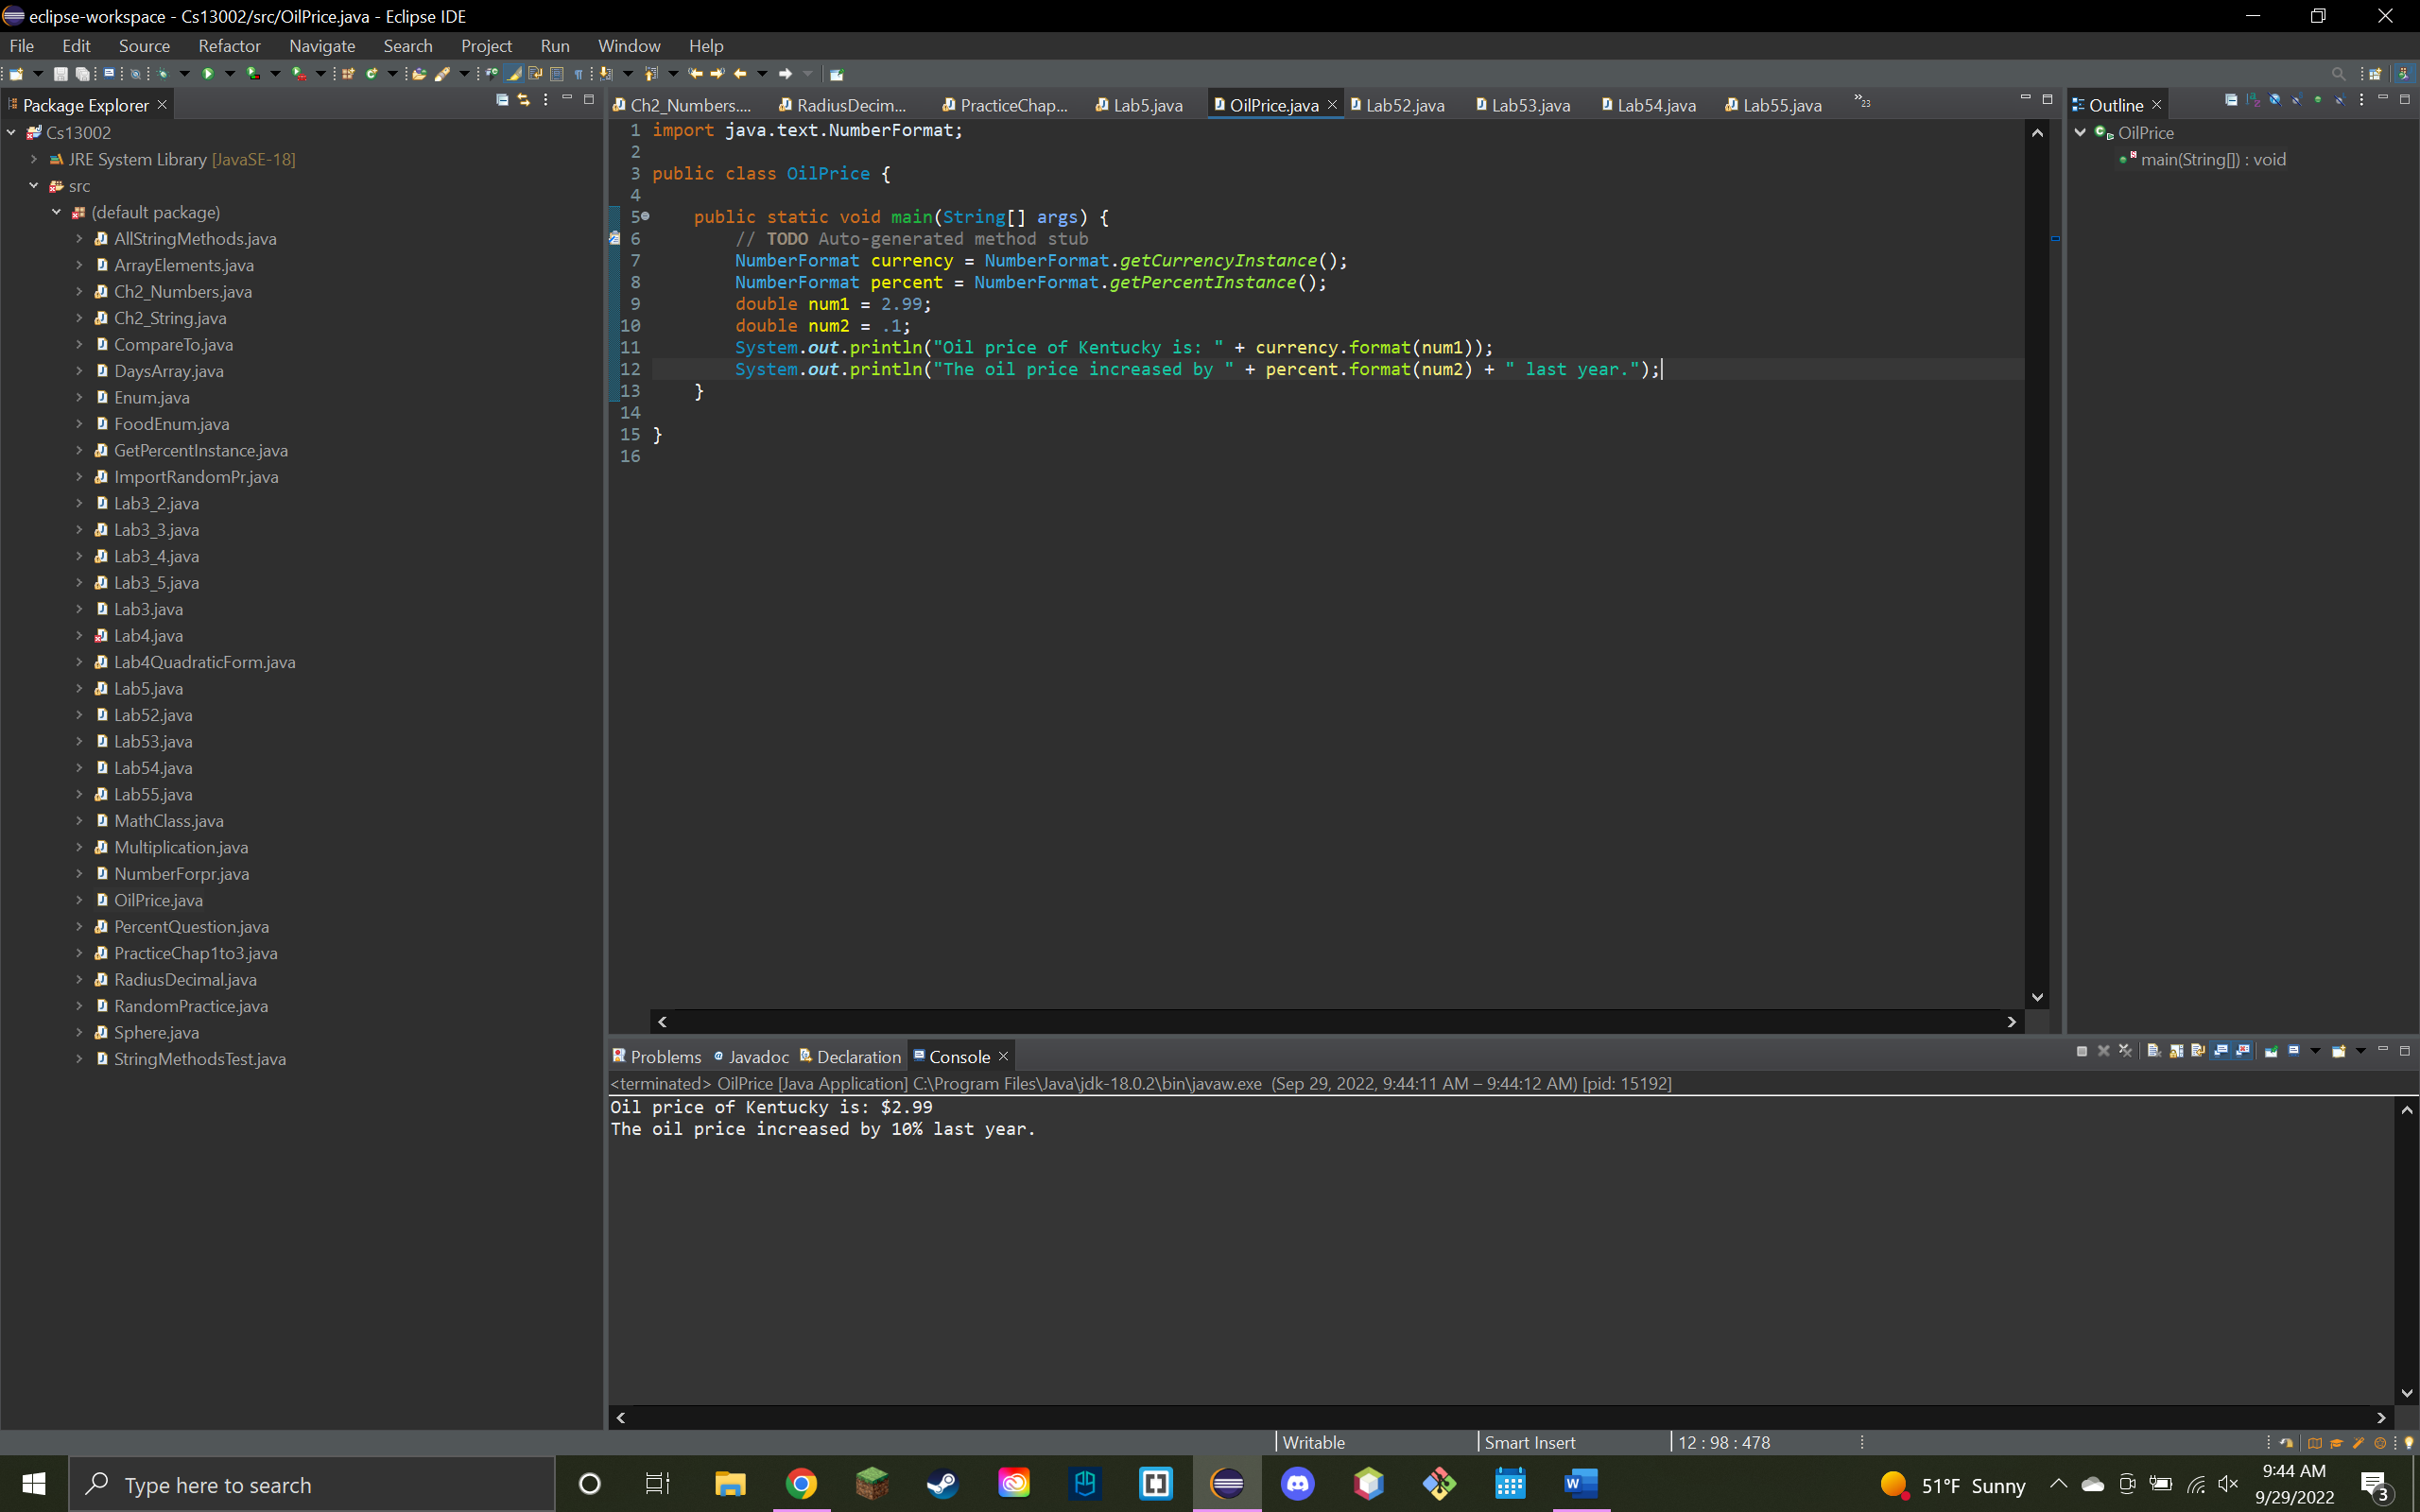 eclipse-workspace - Cs13002/src/OilPrice.java - Eclipse IDE
File Edit Source Refactor Navigate Search Project Run Window Help
Package Explorer
Cs13002
JRE System Library [JavaSE-18]
src
(default package)
AllStringMethods.java
ArrayElements.java
Ch2_Numbers.java
Ch2_String.java
CompareTo.java
DaysArray.java
Enum.java
FoodEnum.java
GetPercentInstance.java
ImportRandomPr.java
Lab3_2.java
Lab3_3.java
Lab3_4.java
Lab3_5.java
Lab3.java
Lab4.java
Lab4QuadraticForm.java
Lab5.java
Lab52.java
Lab53.java
Lab54.java
Lab55.java
MathClass.java
Multiplication.java
NumberForpr.java
OilPrice.java
PercentQuestion.java
PracticeChap1to3.java
RadiusDecimal.java
RandomPractice.java
Sphere.java
StringMethodsTest.java
Ch2_Numbers.... RadiusDecim... PracticeChap... Lab5.java OilPrice.java Lab52.java Lab53.java Lab54.java Lab55.java »23
1 import java.text.NumberFormat;
2
3 public class OilPrice {
4
5 public static void main(String[] args) {
6 // TODO Auto-generated method stub
7 NumberFormat currency = NumberFormat.getCurrencyInstance();
8 NumberFormat percent = NumberFormat.getPercentInstance();
9 double num1 = 2.99;
10 double num2 = .1;
11 System.out.println("Oil price of Kentucky is: " + currency.format(num1));
12 System.out.println("The oil price increased by " + percent.format(num2) + " last year.");
13 }
14
15 }
16
Outline
OilPrice
main(String[]) : void
Problems Javadoc Declaration Console
<terminated> OilPrice [Java Application] C:\Program Files\Java\jdk-18.0.2\bin\javaw.exe (Sep 29, 2022, 9:44:11 AM – 9:44:12 AM) [pid: 15192]
Oil price of Kentucky is: $2.99
The oil price increased by 10% last year.
Writable Smart Insert 12 : 98 : 478
Type here to search
51°F Sunny
9:44 AM
9/29/2022
3